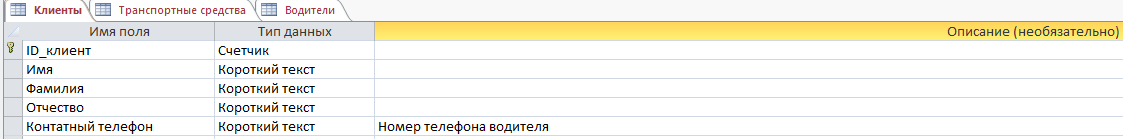 Клиенты Транспортные средства Водители
Имя поля Тип данных Описание (необязательно)
ID_клиент Счетчик
Имя Короткий текст
Фамилия Короткий текст
Отчество Короткий текст
Контатный телефон Короткий текст Номер телефона водителя